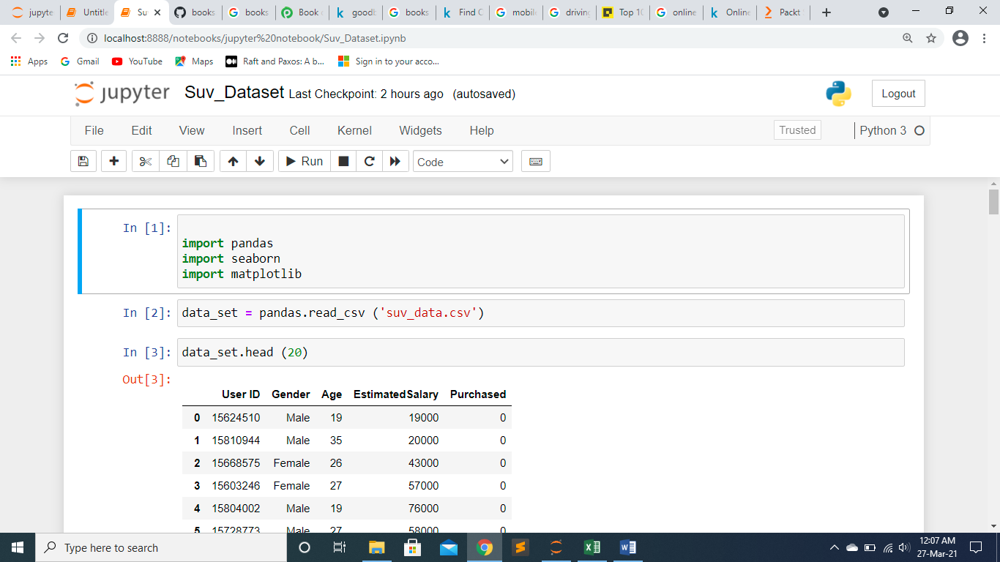 jupyte Untitle Su books books Book goodb books Find C mobil driving Top 10 online Online Packt
localhost:8888/notebooks/jupyter%20notebook/Suv_Dataset.ipynb
Apps Gmail YouTube Maps Raft and Paxos: A b... Sign in to your acco...
jupyter Suv_Dataset Last Checkpoint: 2 hours ago (autosaved) Logout
File Edit View Insert Cell Kernel Widgets Help Trusted Python 3
Run Code
In [1]:
import pandas
import seaborn
import matplotlib
In [2]: data_set = pandas.read_csv ('suv_data.csv')
In [3]: data_set.head (20)
Out[3]:
User ID Gender Age EstimatedSalary Purchased
0 15624510 Male 19 19000 0
1 15810944 Male 35 20000 0
2 15668575 Female 26 43000 0
3 15603246 Female 27 57000 0
4 15804002 Male 19 76000 0
5 15728773 Male 27 58000 0
Type here to search
12:07 AM
27-Mar-21